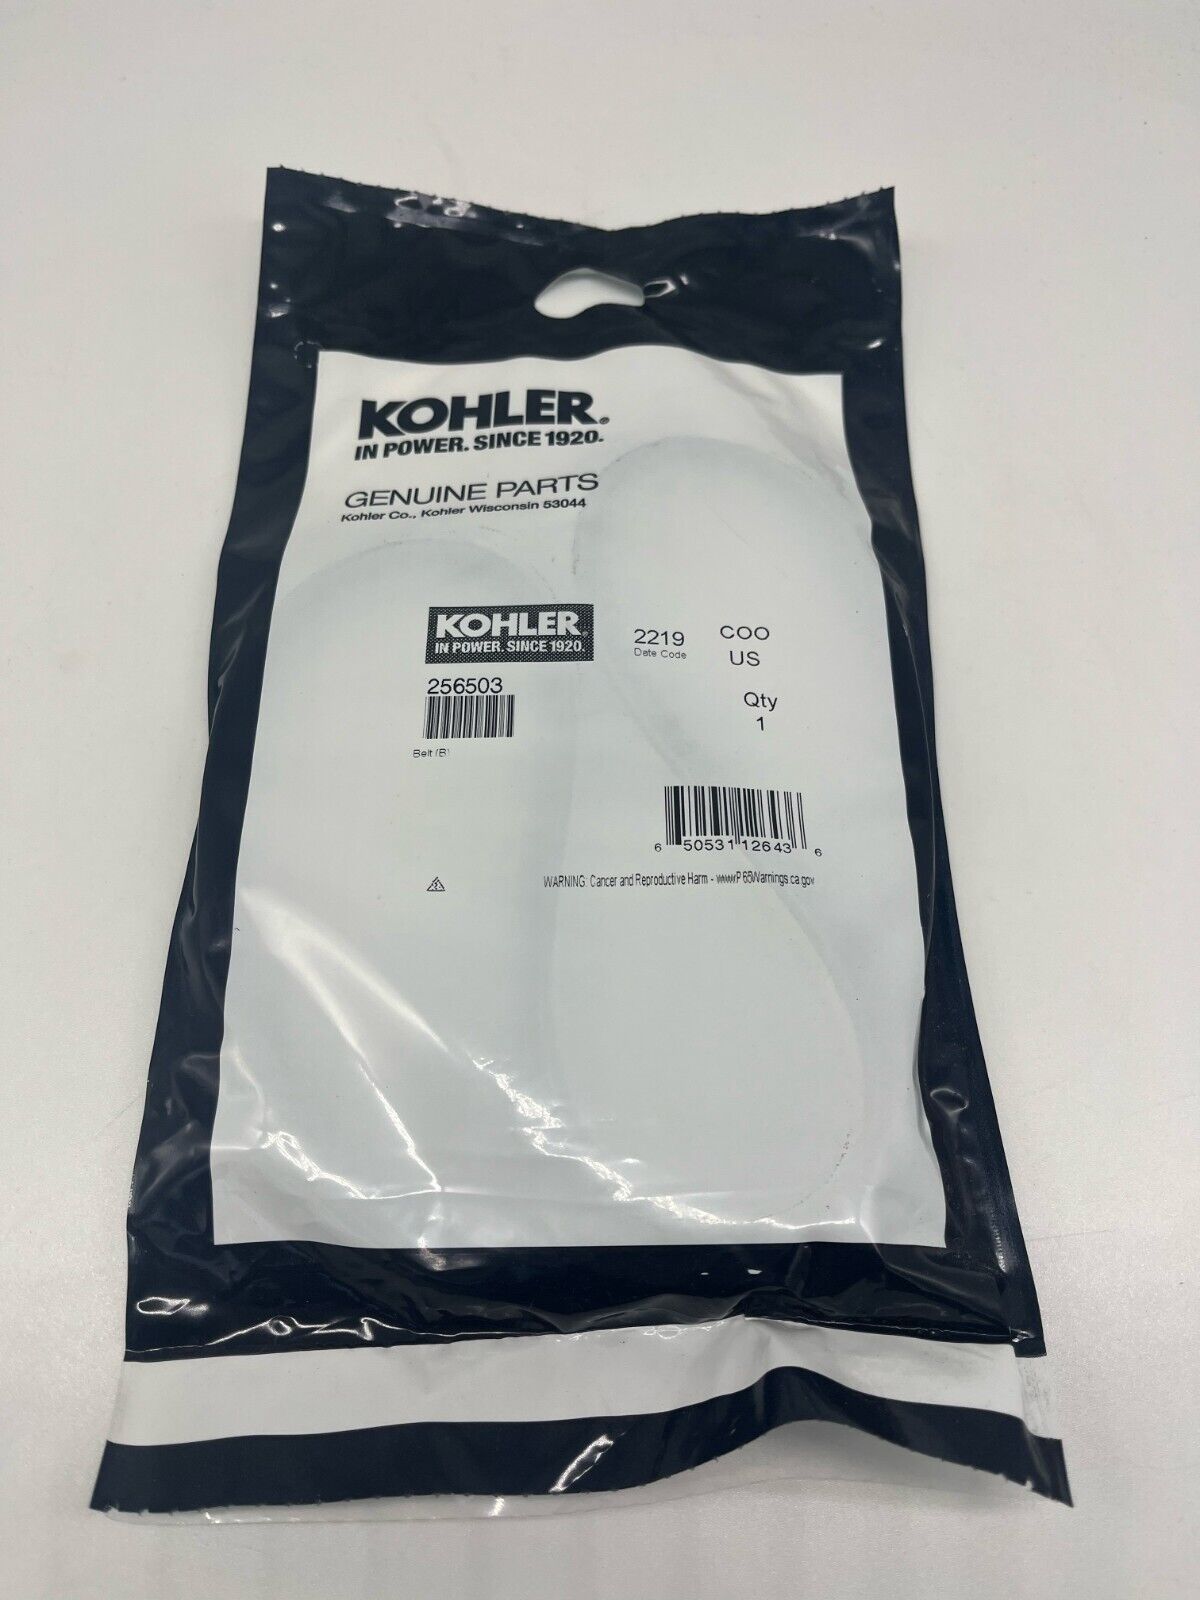 KOHLER®
IN POWER. SINCE 1920.
GENUINE PARTS
Kohler Co., Kohler Wisconsin 53044
KOHLER®
IN POWER. SINCE 1920.
2219
Date Code
COO
US
256503
Qty
1
Belt (B)
6 50531 12643 6
WARNING: Cancer and Reproductive Harm - www.P65Warnings.ca.gov